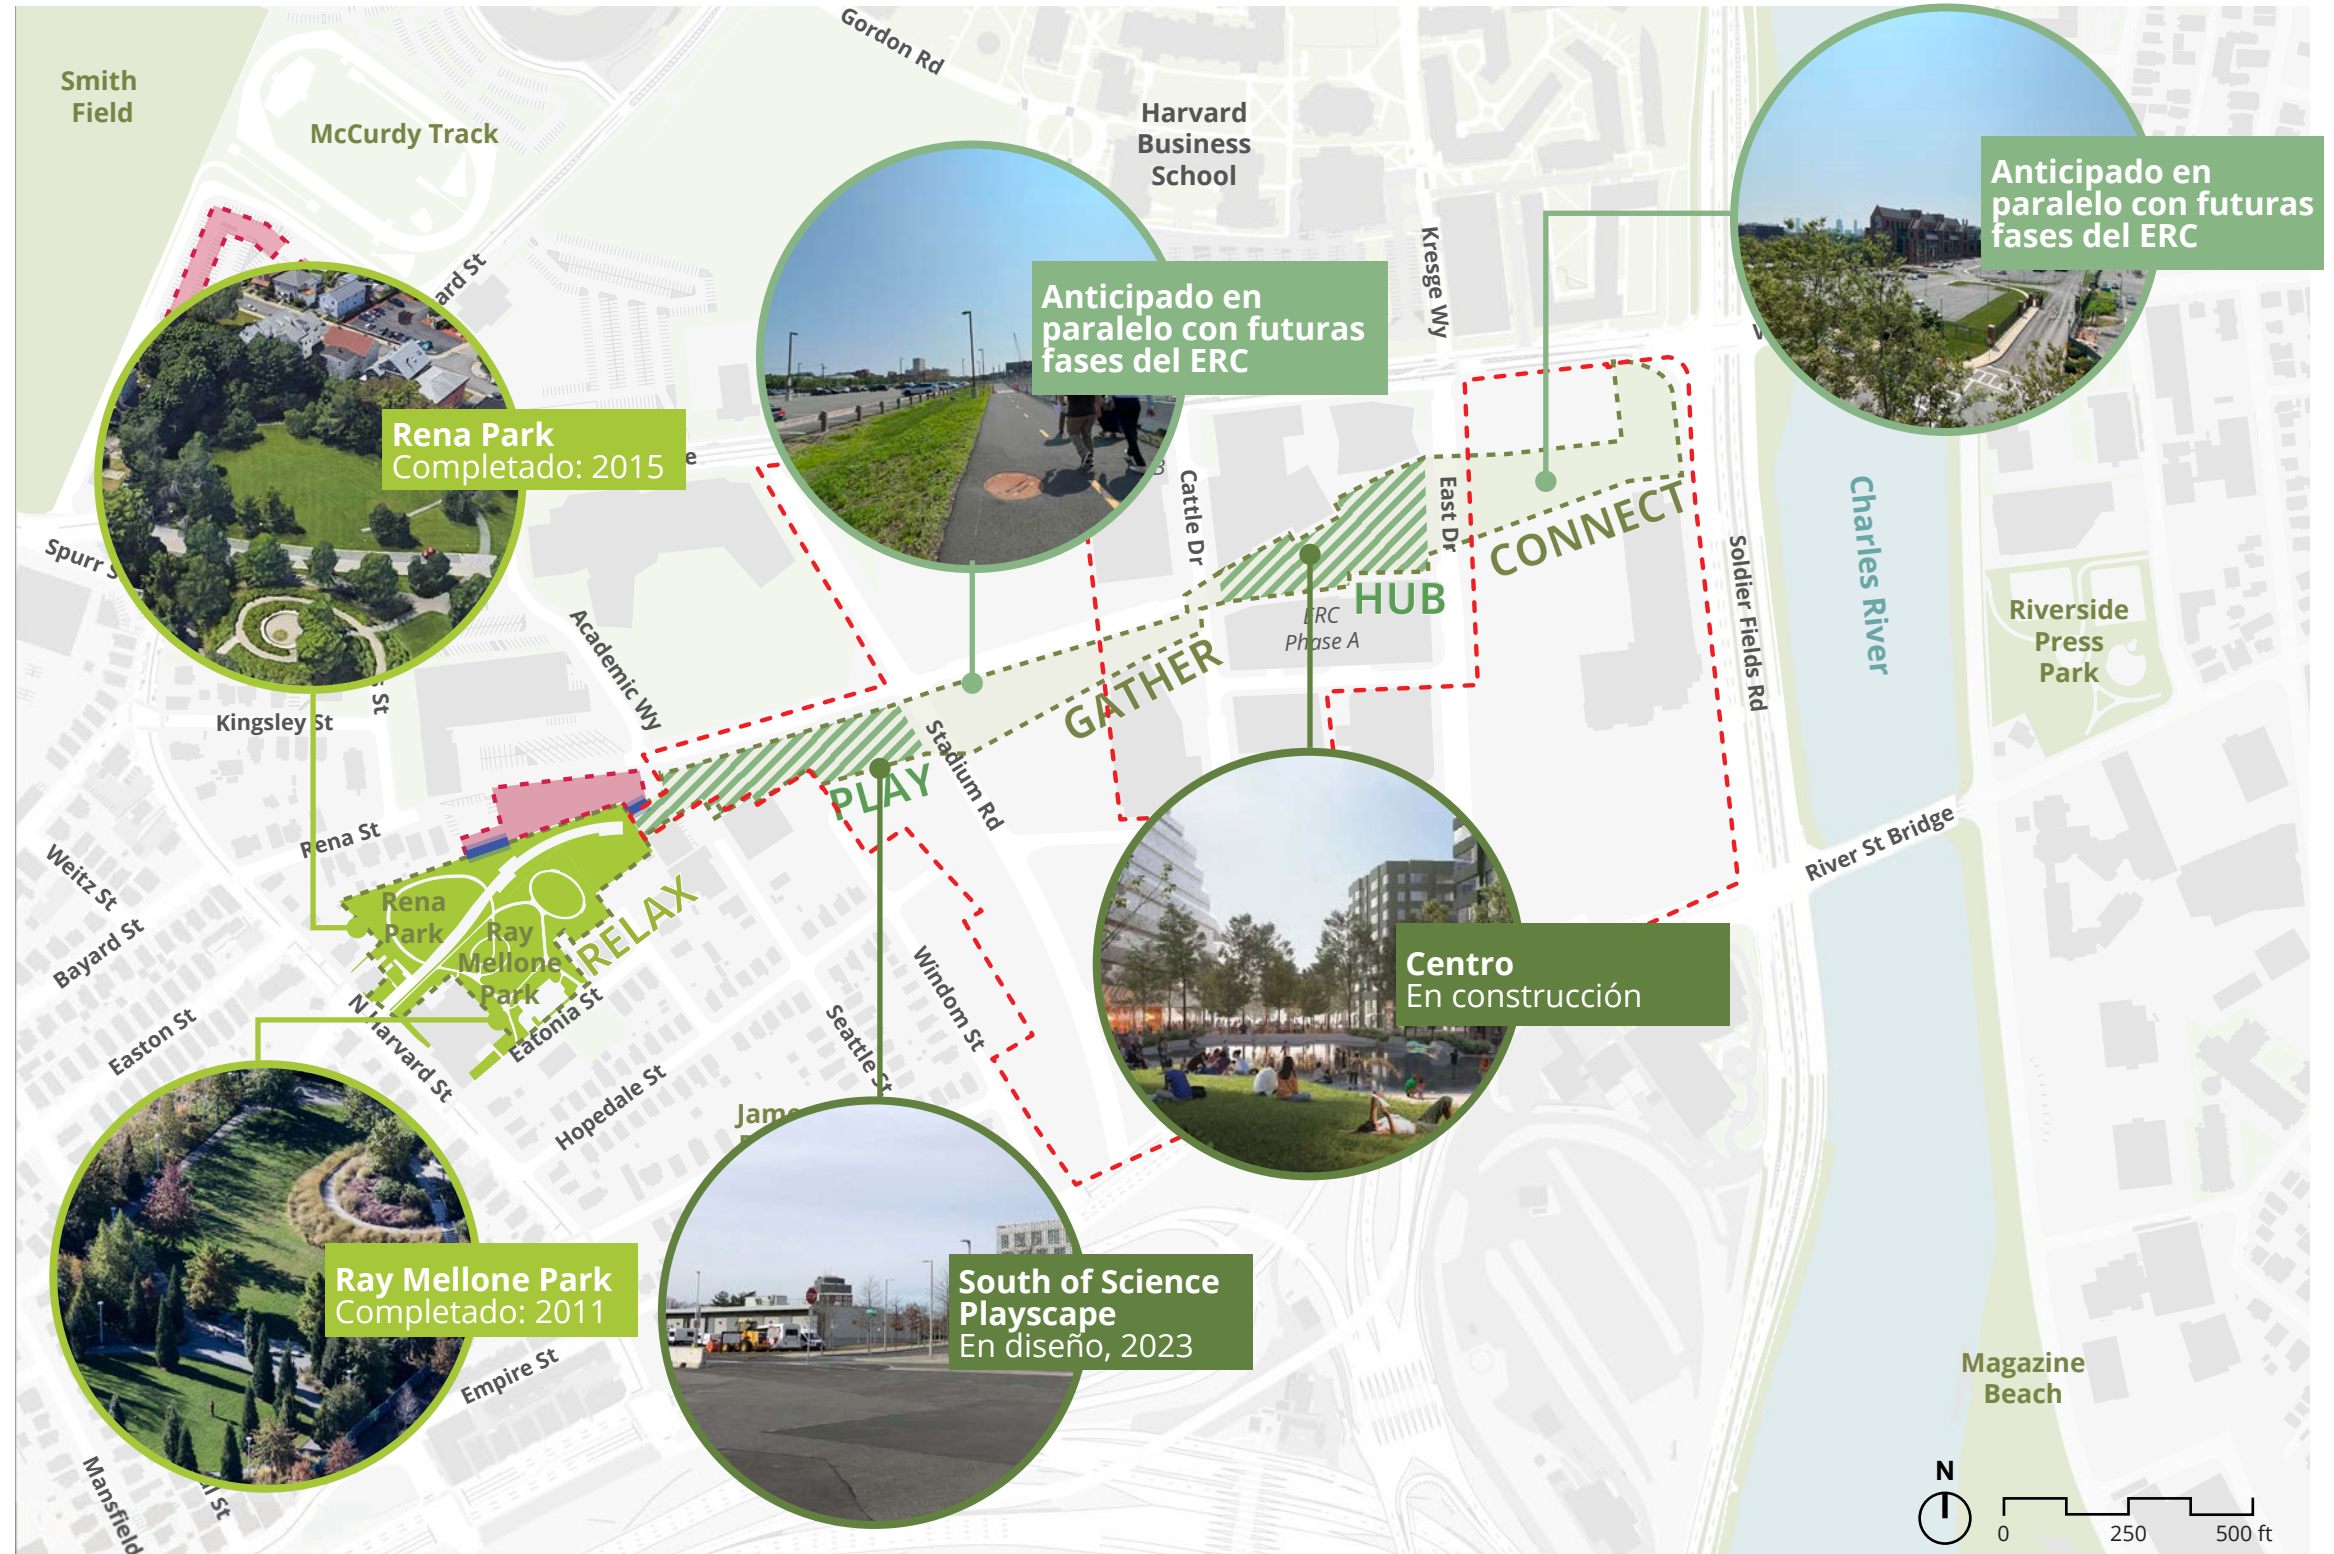 Smith
Field
McCurdy Track
Gordon Rd
Harvard
Business
School
Kresge Wy
Anticipado en
paralelo con futuras
fases del ERC
Anticipado en
paralelo con futuras
fases del ERC
Rena Park
Completado: 2015
Cattle Dr
East Dr
CONNECT
HUB
ERC
Phase A
GATHER
PLAY
RELAX
Charles River
Soldier Fields Rd
Riverside
Press
Park
Spurr
Academic Wy
St
Kingsley St
Stadium Rd
Rena St
Weitz St
Bayard St
Easton St
Rena
Park
Ray
Mellone
Park
N Harvard St
Eatonia St
Hopedale St
Seattle St
Windom St
River St Bridge
Centro
En construcción
Ray Mellone Park
Completado: 2011
South of Science
Playscape
En diseño, 2023
Empire St
Mansfield
St
Magazine
Beach
N
0
250
500 ft